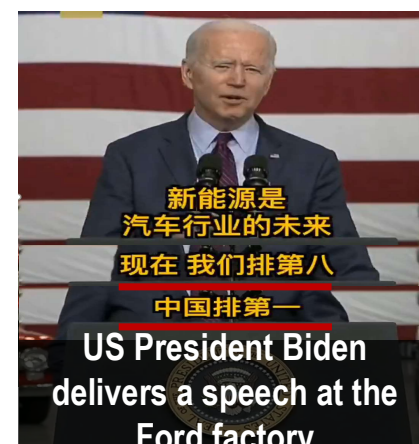 新能源是
汽车行业的未来
现在 我们排第八
中国排第一
US President Biden
delivers a speech at the
Ford factory